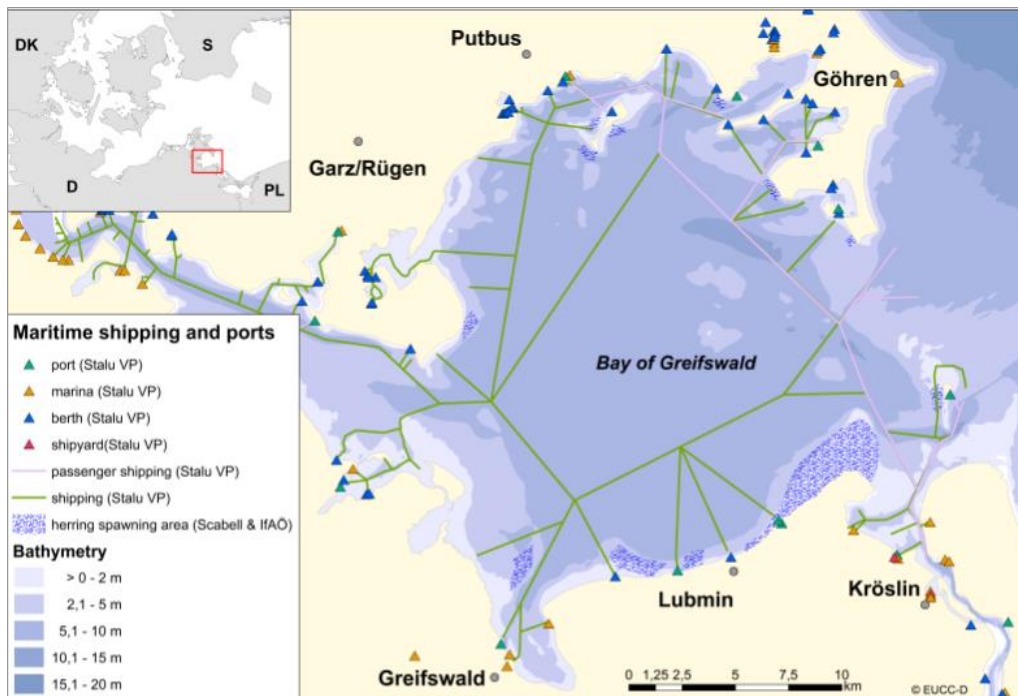 DK
S
D
PL
Putbus
Göhren
Garz/Rügen
Bay of Greifswald
Maritime shipping and ports
port (Stalu VP)
marina (Stalu VP)
berth (Stalu VP)
shipyard(Stalu VP)
passenger shipping (Stalu VP)
shipping (Stalu VP)
herring spawning area (Scabell & IfAÖ)
Bathymetry
> 0 - 2 m
2,1 - 5 m
5,1 - 10 m
10,1 - 15 m
15,1 - 20 m
Lubmin
Kröslin
Greifswald
0 1,25 2,5 5 7,5 10
km
© EUCC-D